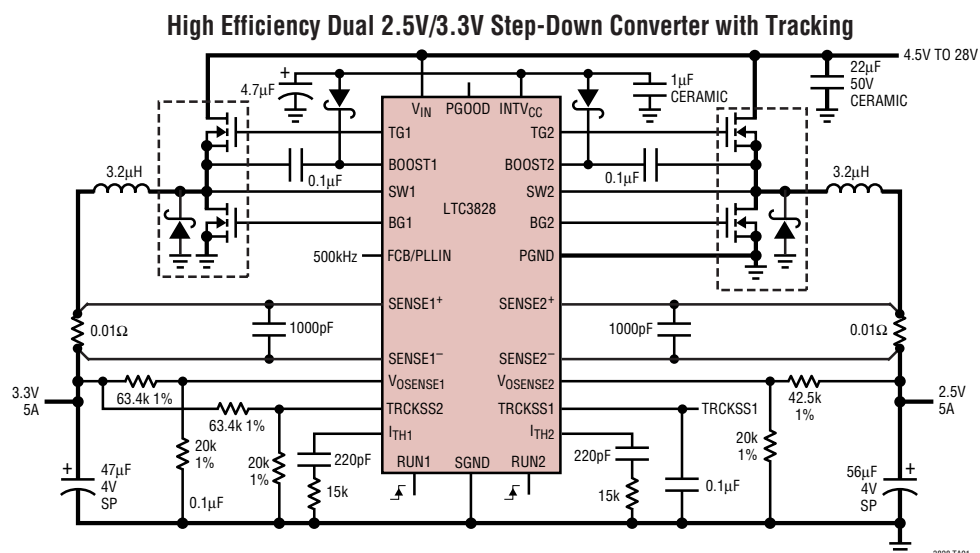 High Efficiency Dual 2.5V/3.3V Step-Down Converter with Tracking
4.5V TO 28V
4.7µF
1µF
CERAMIC
22µF
50V
CERAMIC
VIN
PGOOD
INTVCC
TG1
TG2
BOOST1
BOOST2
0.1µF
0.1µF
3.2µH
3.2µH
SW1
SW2
LTC3828
BG1
BG2
500kHz
FCB/PLLIN
PGND
SENSE1+
SENSE2+
0.01Ω
1000pF
1000pF
0.01Ω
SENSE1–
SENSE2–
3.3V
5A
VOSENSE1
VOSENSE2
63.4k 1%
42.5k
1%
2.5V
5A
TRCKSS2
TRCKSS1
TRCKSS1
63.4k 1%
ITH1
ITH2
20k
1%
20k
1%
220pF
220pF
20k
1%
RUN1
SGND
RUN2
+
47µF
4V
SP
0.1µF
15k
15k
0.1µF
56µF
4V
SP
+
3828 TA01